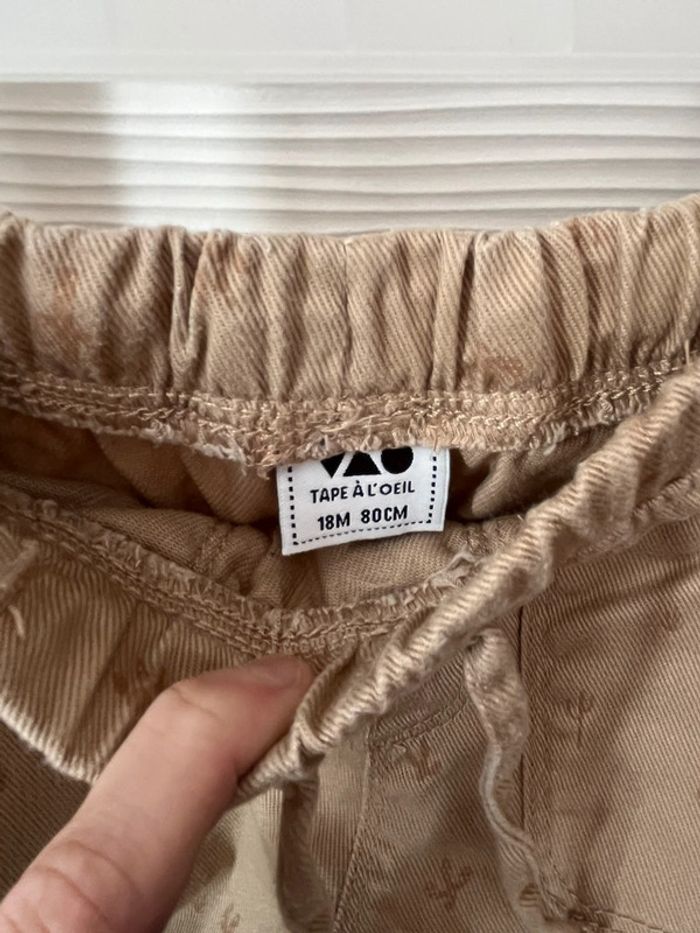 TAPE À L'OEIL
18M 80CM